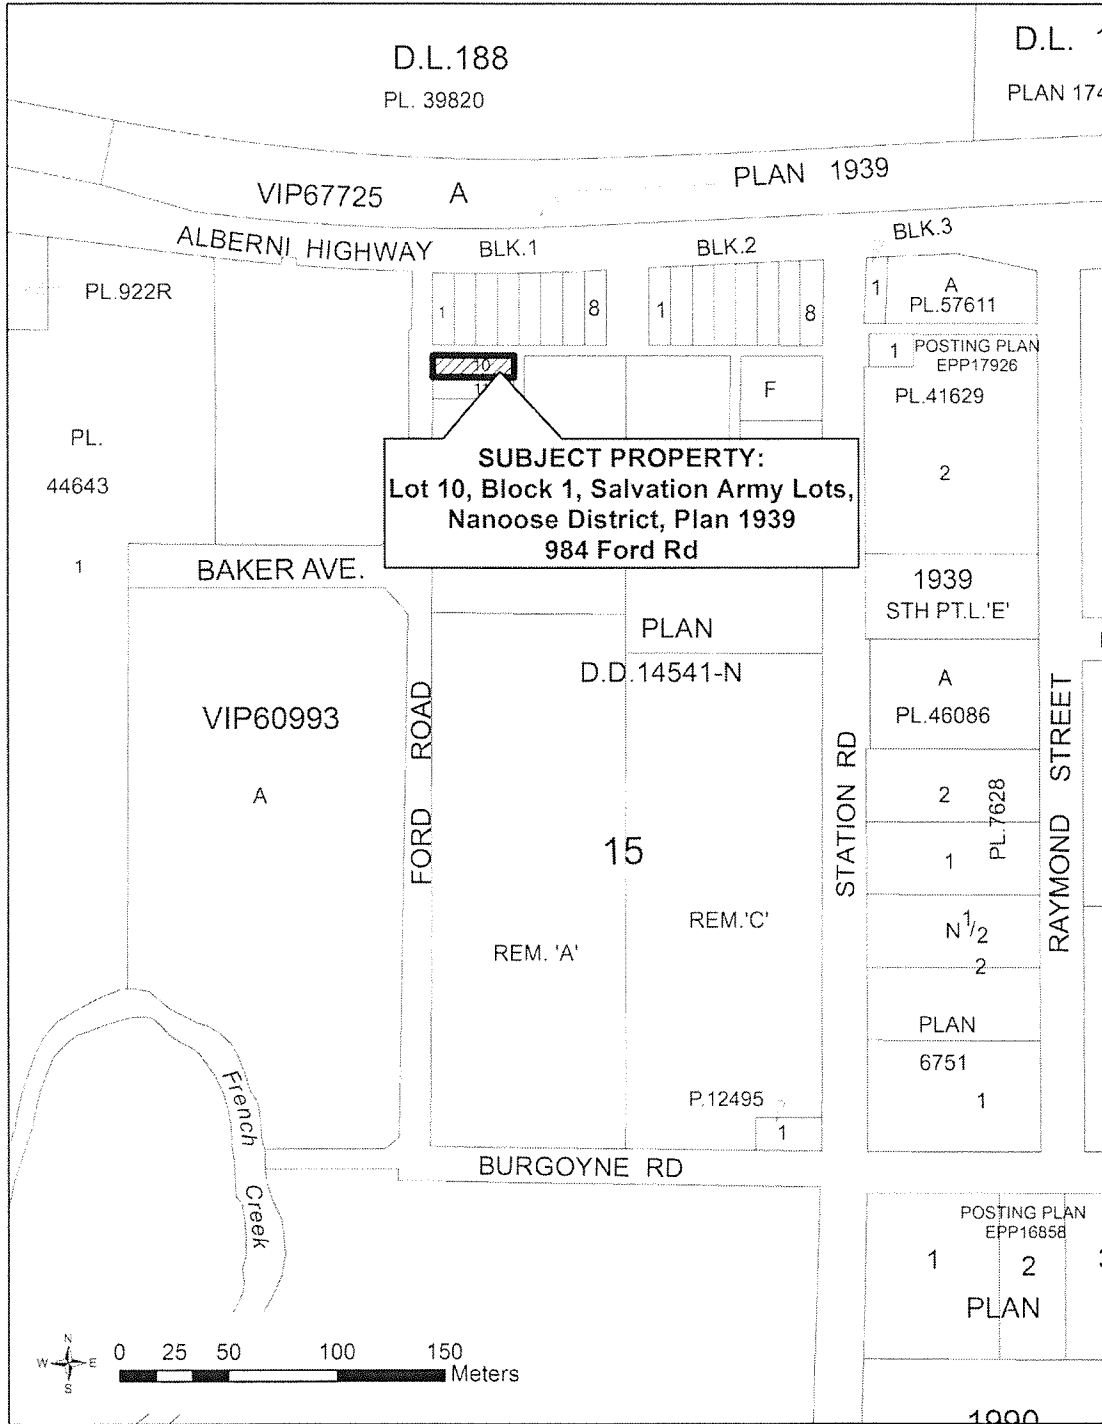 D.L.188
PL. 39820
D.L.
PLAN 174
VIP67725 A PLAN 1939
ALBERNI HIGHWAY
BLK.1
BLK.2
BLK.3
PL.922R
1
8
1
8
1
A
PL.57611
10
1 POSTING PLAN
EPP17926
F
PL.41629
2
PL.
44643
1
SUBJECT PROPERTY:
Lot 10, Block 1, Salvation Army Lots,
Nanoose District, Plan 1939
984 Ford Rd
BAKER AVE.
1939
STH PT.L.'E'
PLAN
D.D.14541-N
VIP60993
A
FORD ROAD
A
PL.46086
STATION RD
RAYMOND STREET
2
PL.7628
1
15
REM. 'A'
REM.'C'
N 1/2
2
PLAN
6751
1
P.12495
1
French Creek
BURGOYNE RD
POSTING PLAN
EPP16858
1
2
PLAN
1990
N
W E
S
0 25 50 100 150
Meters